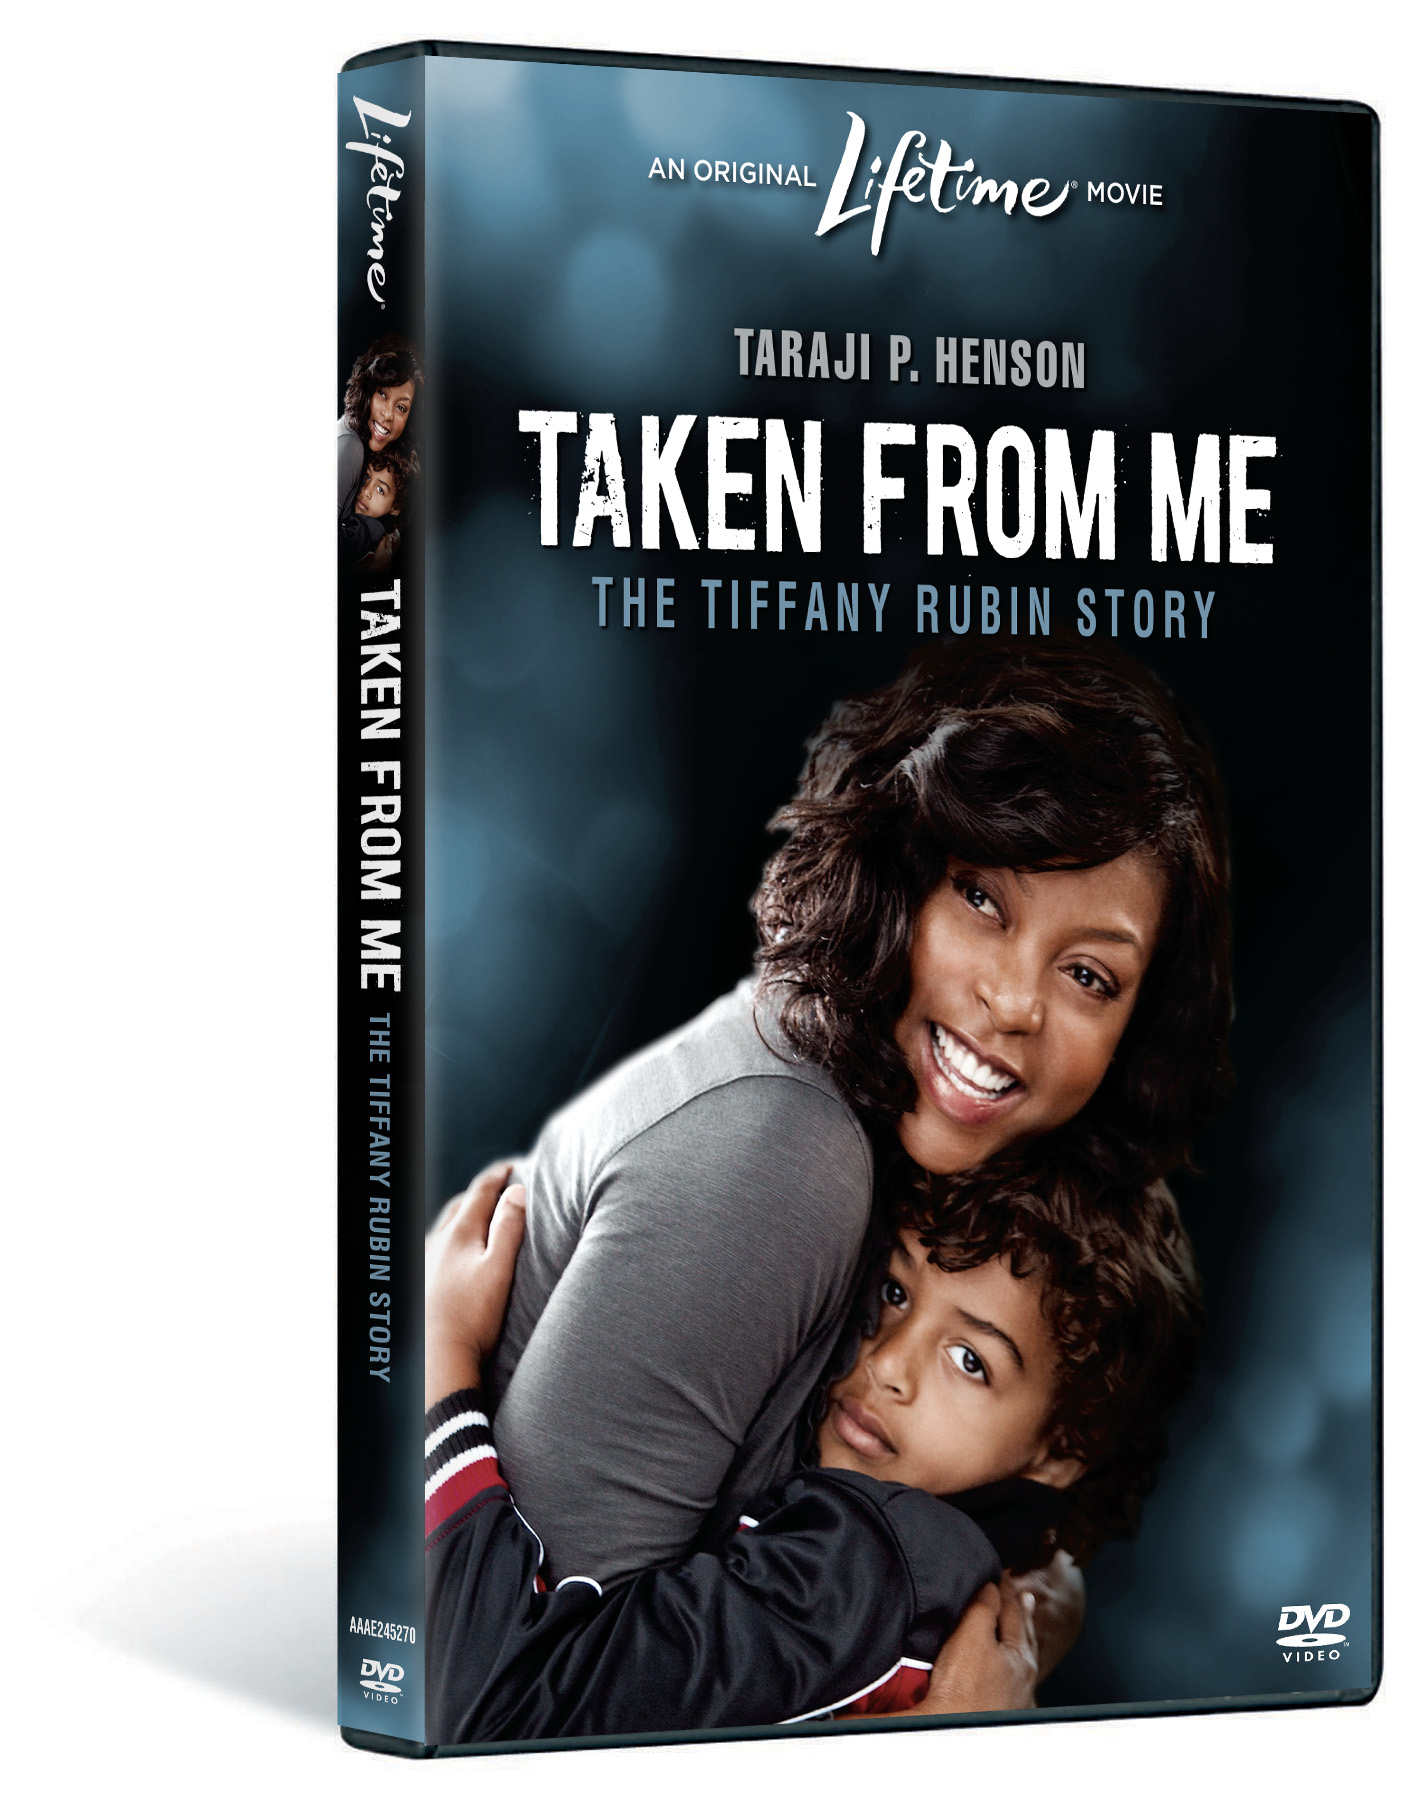 Lifetime®
TAKEN FROM ME
THE TIFFANY RUBIN STORY
AAAE245270
DVD
VIDEO
AN ORIGINAL Lifetime® MOVIE
TARAJI P. HENSON
TAKEN FROM ME
THE TIFFANY RUBIN STORY
DVD
VIDEO